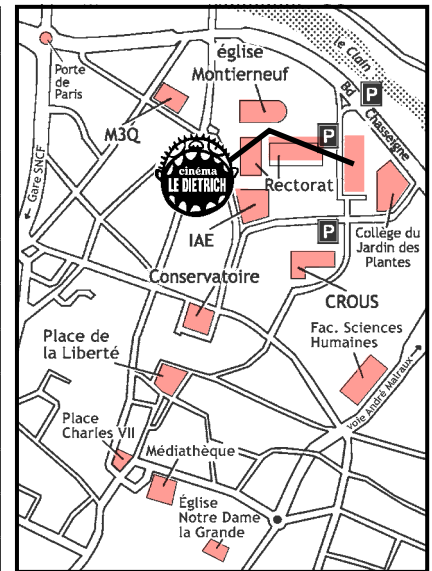 église
Montierneuf
le Clain
Porte
de
Paris
P
Bd Chasseigne
M3Q
P
cinéma
LE DIETRICH
Rectorat
Gare SNCF
IAE
P
Collège du
Jardin des
Plantes
Conservatoire
CROUS
Place de
la Liberté
Fac. Sciences
Humaines
voie André Malraux
Place
Charles VII
Médiathèque
Église
Notre Dame
la Grande